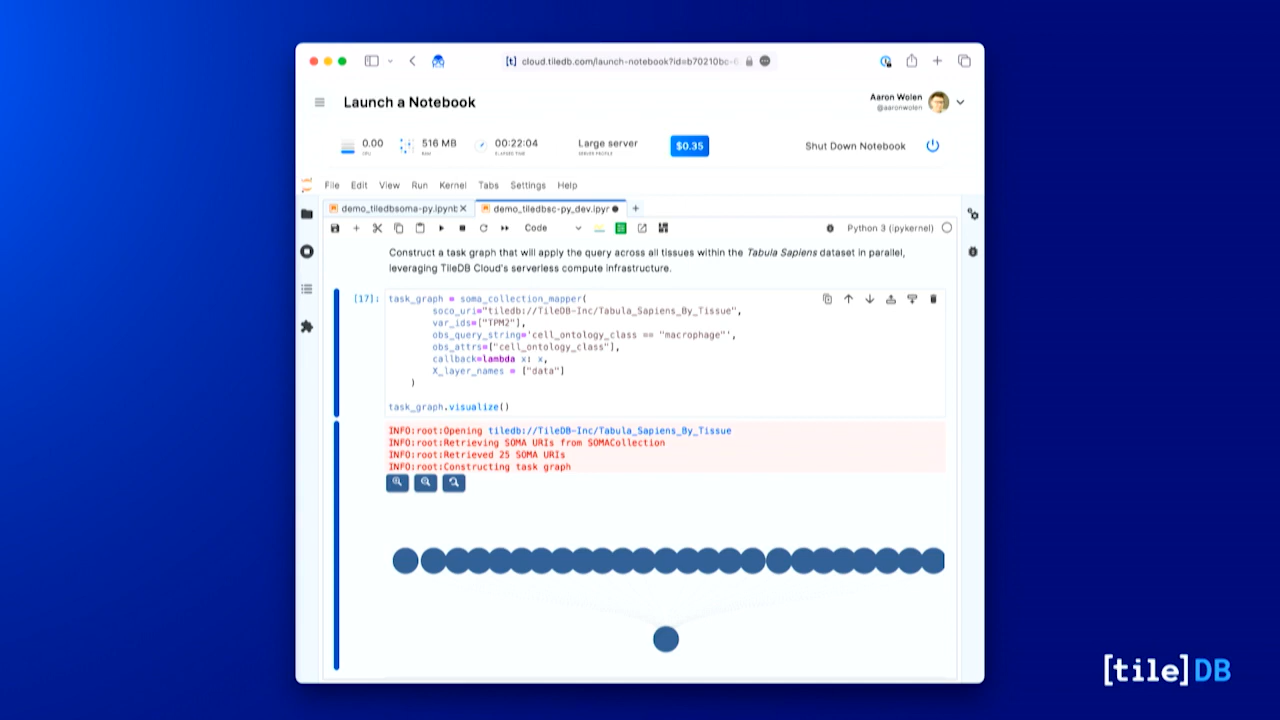 [t] cloud.tiledb.com/launch-notebook?id=b70210bc-
Launch a Notebook
Aaron Wolen
@aaronwolen
0.00
CPU
516 MB
RAM
00:22:04
ELAPSED TIME
Large server
SERVER PROFILE
$0.35
Shut Down Notebook
File Edit View Run Kernel Tabs Settings Help
demo_tiledbsoma-py.ipynb
demo_tiledbsc-py_dev.ipyr
Code
Python 3 (ipykernel)
Construct a task graph that will apply the query across all tissues within the Tabula Sapiens dataset in parallel,
leveraging TileDB Cloud's serverless compute infrastructure.
[17]: task_graph = soma_collection_mapper(
soco_uri="tiledb://TileDB-Inc/Tabula_Sapiens_By_Tissue",
var_ids=["TPM2"],
obs_query_string='cell_ontology_class == "macrophage"',
obs_attrs=["cell_ontology_class"],
callback=lambda x: x,
X_layer_names = ["data"]
)
task_graph.visualize()
INFO:root:Opening tiledb://TileDB-Inc/Tabula_Sapiens_By_Tissue
INFO:root:Retrieving SOMA URIs from SOMACollection
INFO:root:Retrieved 25 SOMA URIs
INFO:root:Constructing task graph
[tile]DB